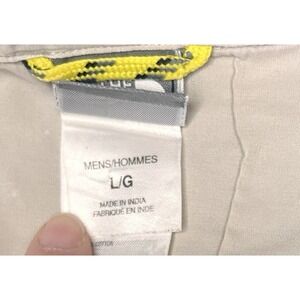 MENS/HOMMES
L/G
MADE IN INDIA
FABRIQUÉ EN INDE